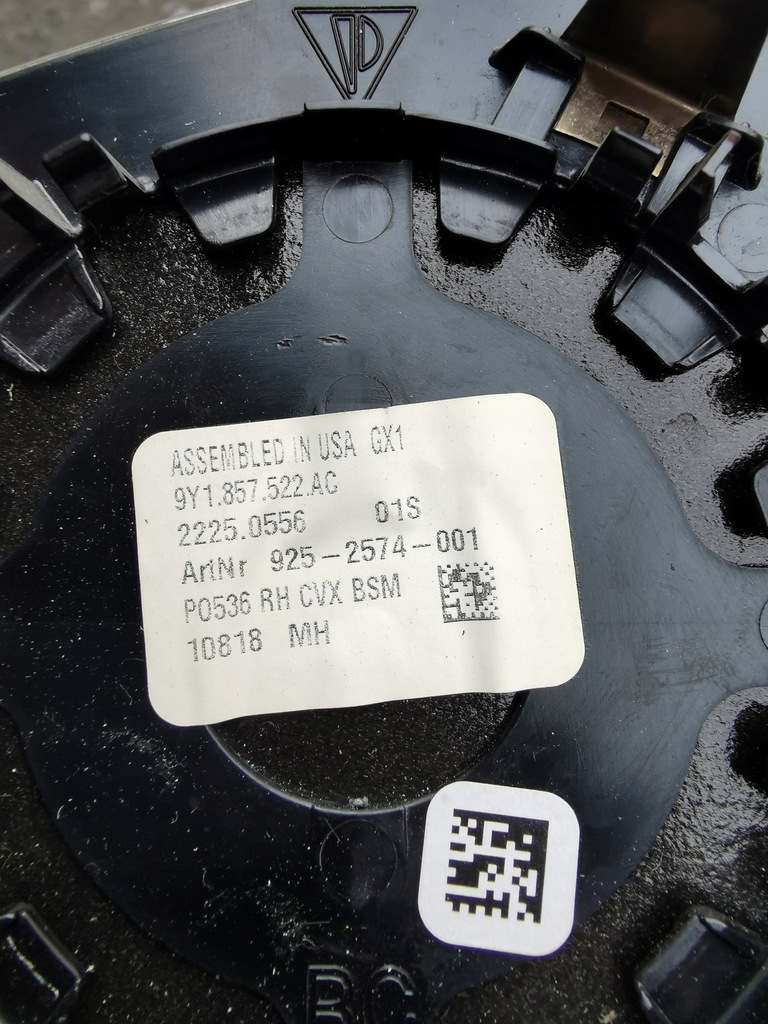 ASSEMBLED IN USA GX1
9Y1.857.522.AC
2225.0556 01S
ArtNr 925-2574-001
P0536 RH CVX BSM
10818 MH